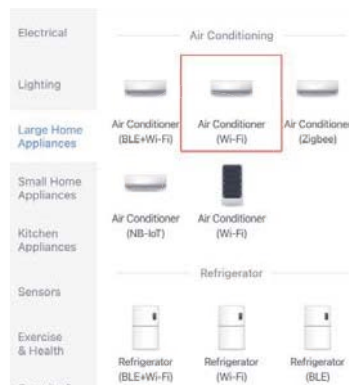 Electrical
Lighting
Large Home
Appliances
Small Home
Appliances
Kitchen
Appliances
Sensors
Exercise
& Health
Air Conditioning
Air Conditioner
(BLE+Wi-Fi)
Air Conditioner
(Wi-Fi)
Air Conditioner
(Zigbee)
Air Conditioner
(NB-IoT)
Air Conditioner
(Wi-Fi)
Refrigerator
Refrigerator
(BLE+Wi-Fi)
Refrigerator
(Wi-Fi)
Refrigerator
(BLE)